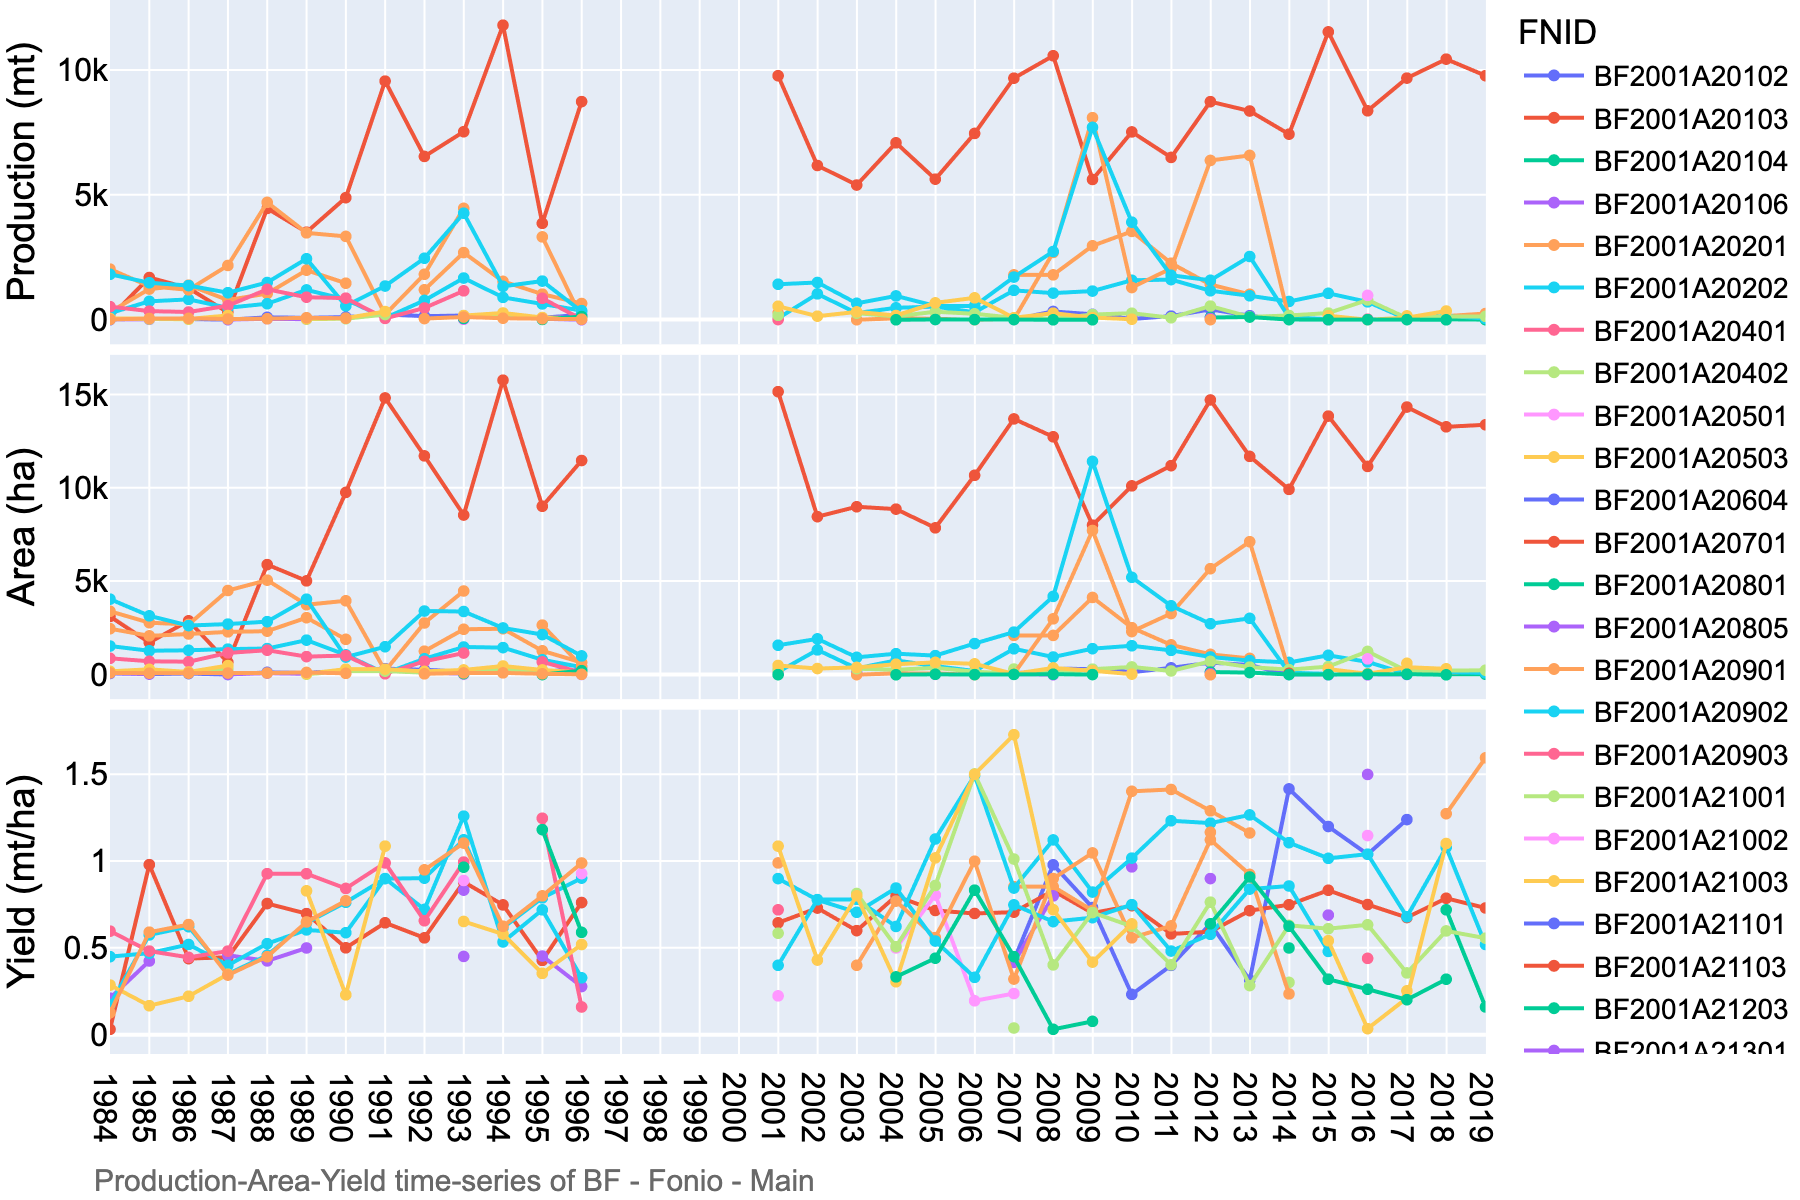 Production (mt)
10k
5k
0
Area (ha)
15k
10k
5k
0
Yield (mt/ha)
1.5
1
0.5
0
1984
1985
1986
1987
1988
1989
1990
1991
1992
1993
1994
1995
1996
1997
1998
1999
2000
2001
2002
2003
2004
2005
2006
2007
2008
2009
2010
2011
2012
2013
2014
2015
2016
2017
2018
2019
Production-Area-Yield time-series of BF - Fonio - Main
FNID
BF2001A20102
BF2001A20103
BF2001A20104
BF2001A20106
BF2001A20201
BF2001A20202
BF2001A20401
BF2001A20402
BF2001A20501
BF2001A20503
BF2001A20604
BF2001A20701
BF2001A20801
BF2001A20805
BF2001A20901
BF2001A20902
BF2001A20903
BF2001A21001
BF2001A21002
BF2001A21003
BF2001A21101
BF2001A21103
BF2001A21203
BF2001A21301